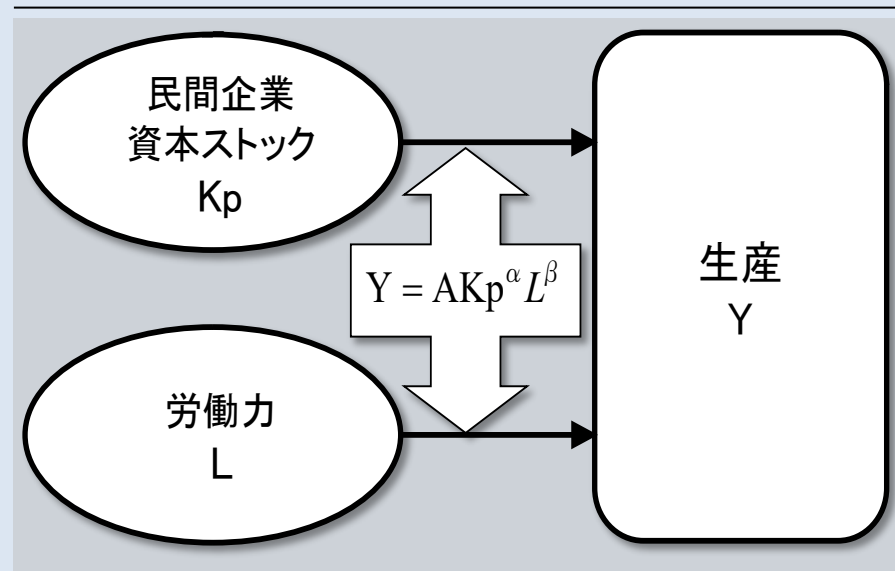 民間企業
資本ストック
Kp
Y = AKp^α L^β
労働力
L
生産
Y